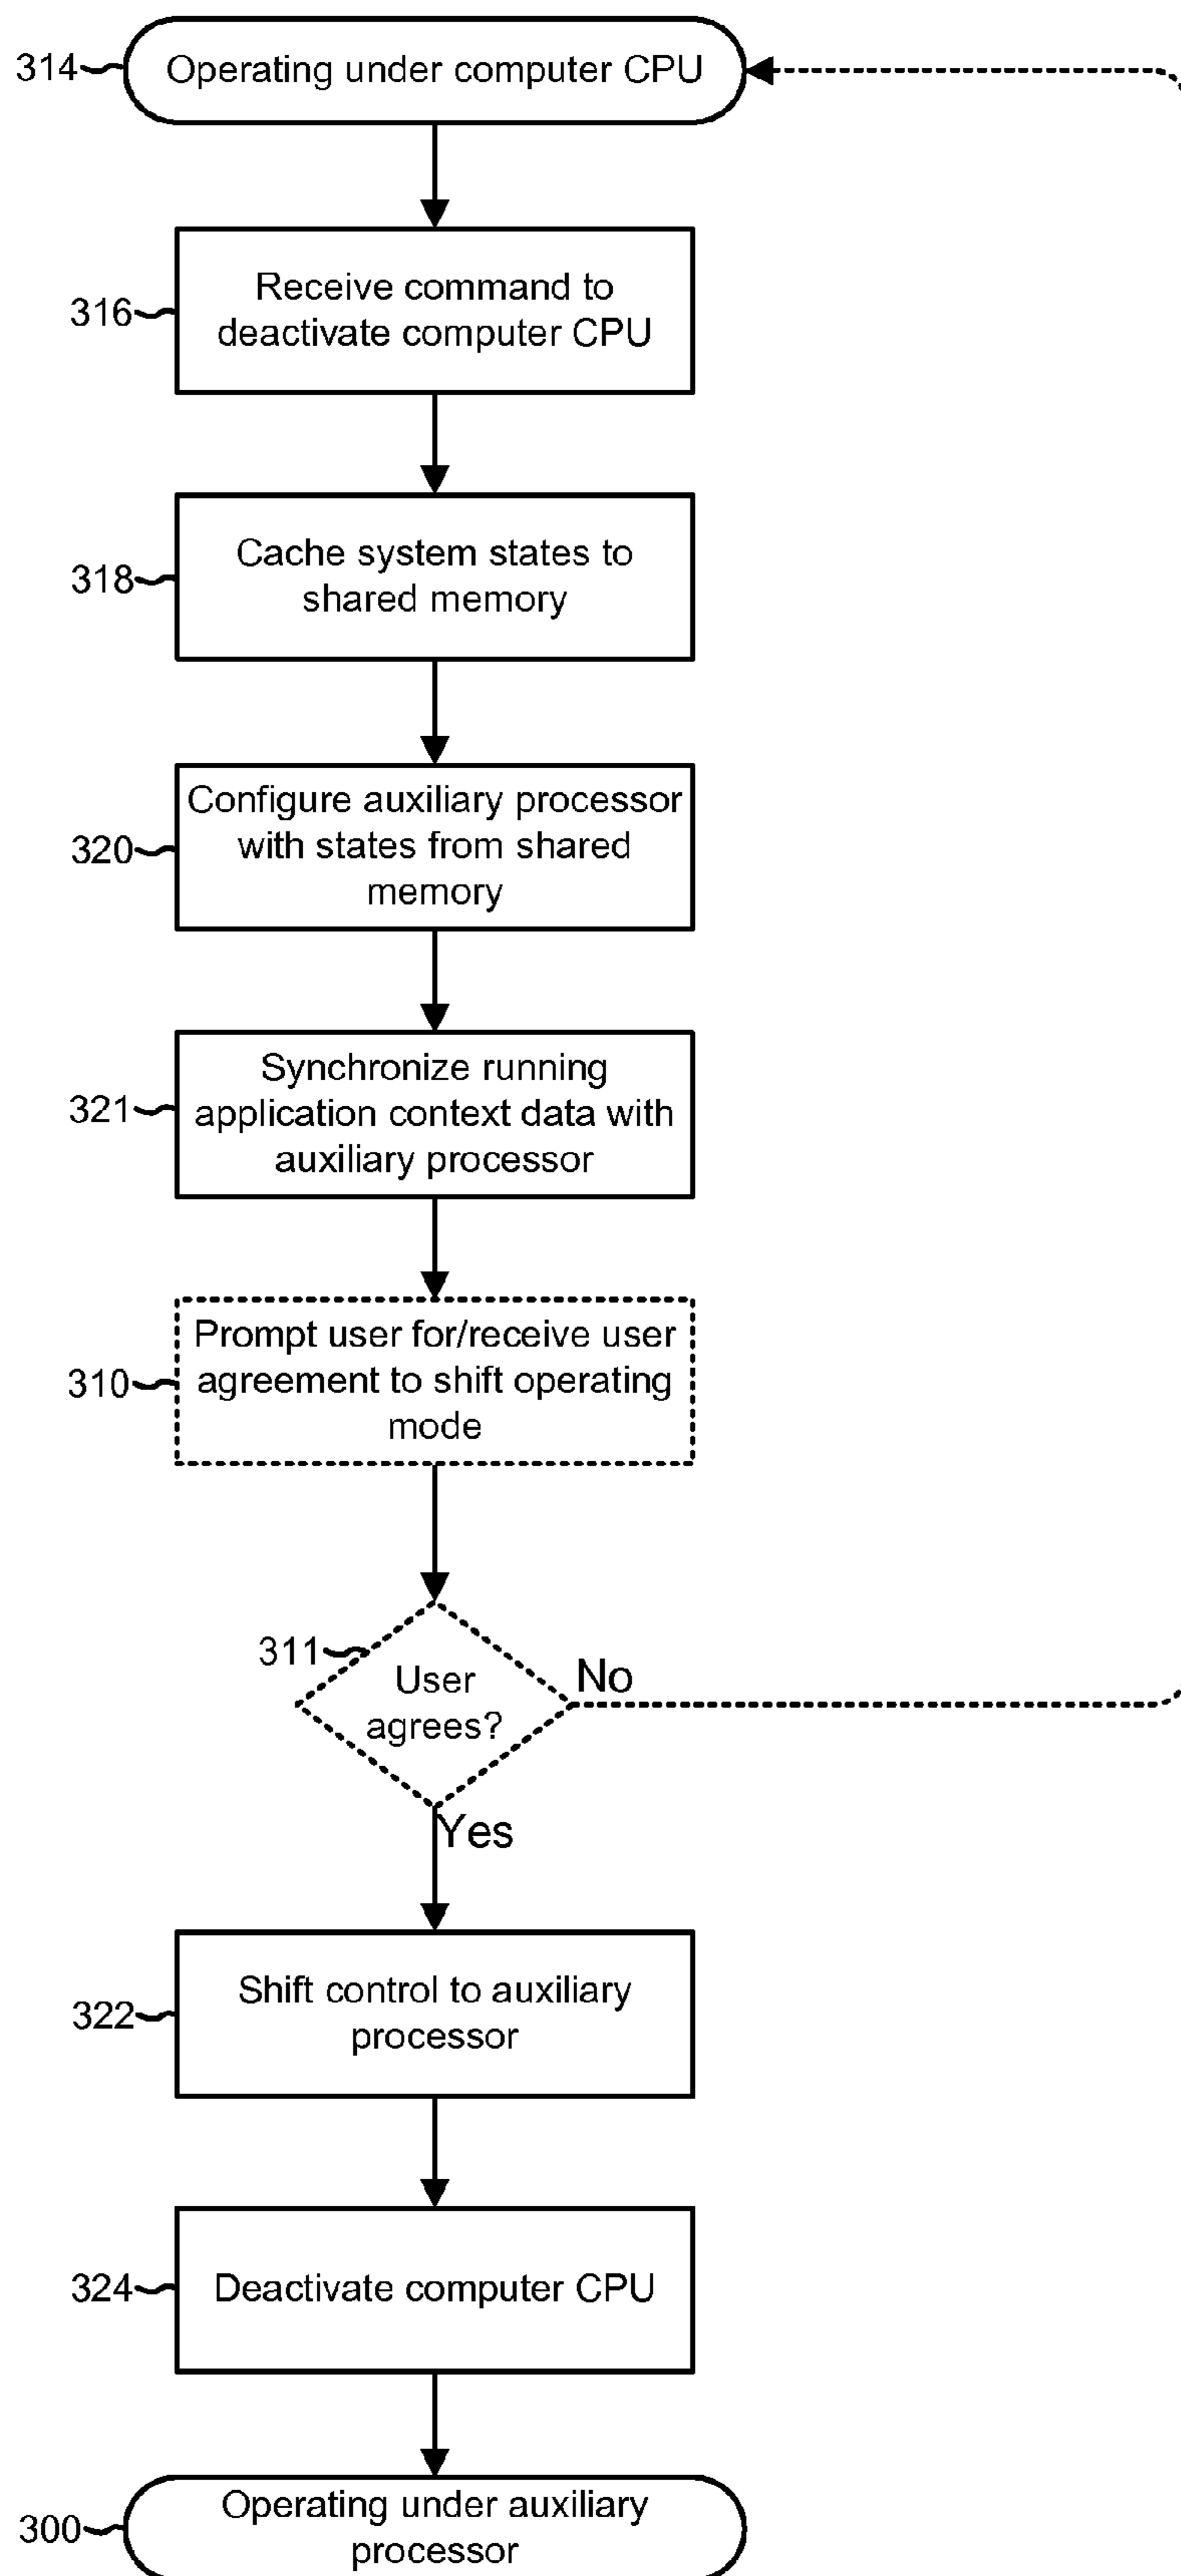 314
Operating under computer CPU
316
Receive command to
deactivate computer CPU
318
Cache system states to
shared memory
320
Configure auxiliary processor
with states from shared
memory
321
Synchronize running
application context data with
auxiliary processor
310
Prompt user for/receive user
agreement to shift operating
mode
311
User
agrees?
No
Yes
322
Shift control to auxiliary
processor
324
Deactivate computer CPU
300
Operating under auxiliary
processor